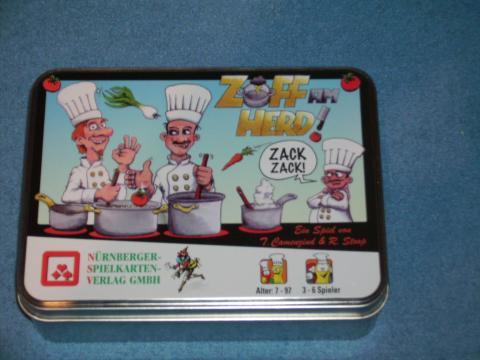 ZOFF AM
HERD!
ZACK
ZACK!
Ein Spiel von
T. Camenzind & R. Stoop
NÜRNBERGER-
SPIELKARTEN-
VERLAG GMBH
Alter: 7 - 97 3 - 6 Spieler